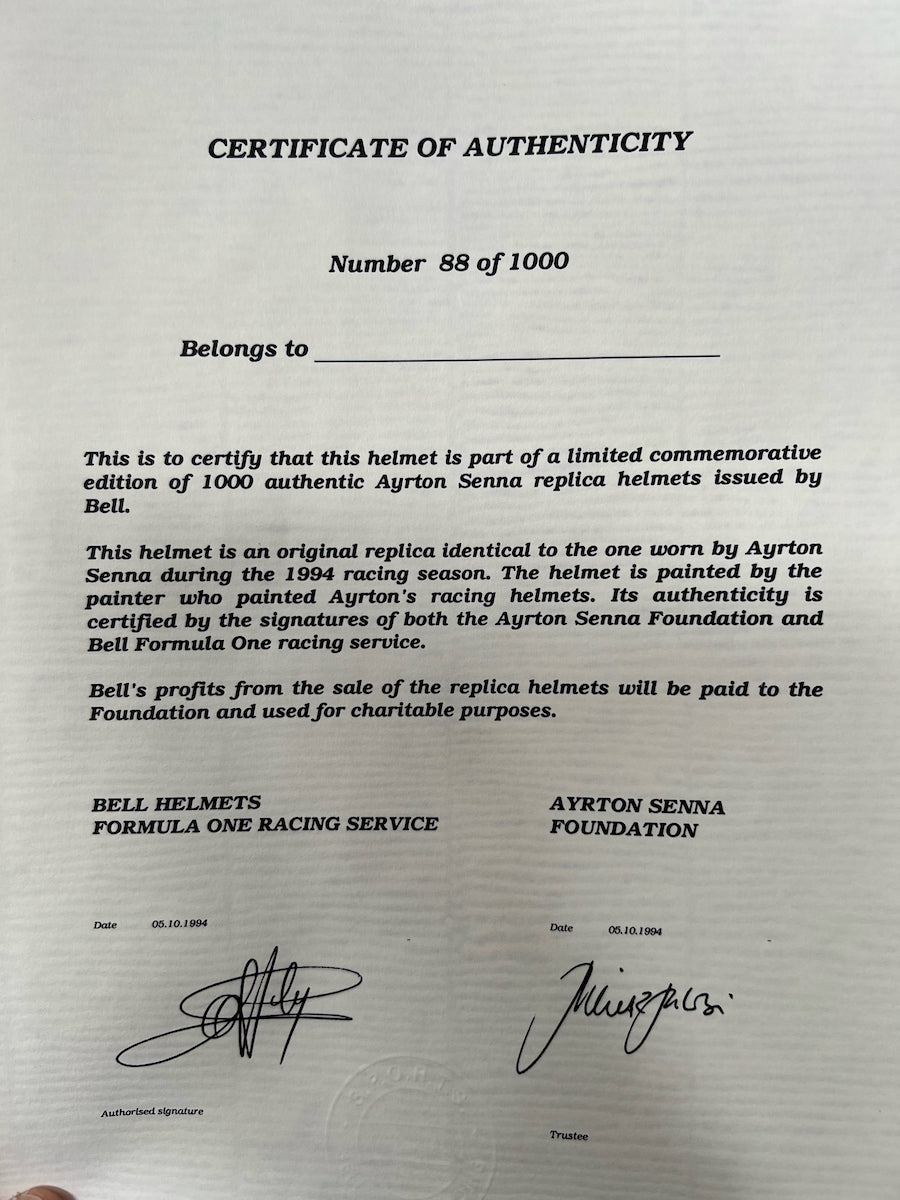 CERTIFICATE OF AUTHENTICITY
Number 88 of 1000
Belongs to
This is to certify that this helmet is part of a limited commemorative
edition of 1000 authentic Ayrton Senna replica helmets issued by
Bell.
This helmet is an original replica identical to the one worn by Ayrton
Senna during the 1994 racing season. The helmet is painted by the
painter who painted Ayrton's racing helmets. Its authenticity is
certified by the signatures of both the Ayrton Senna Foundation and
Bell Formula One racing service.
Bell's profits from the sale of the replica helmets will be paid to the
Foundation and used for charitable purposes.
BELL HELMETS
FORMULA ONE RACING SERVICE
AYRTON SENNA
FOUNDATION
Date 05.10.1994
Date 05.10.1994
Authorised signature
Trustee